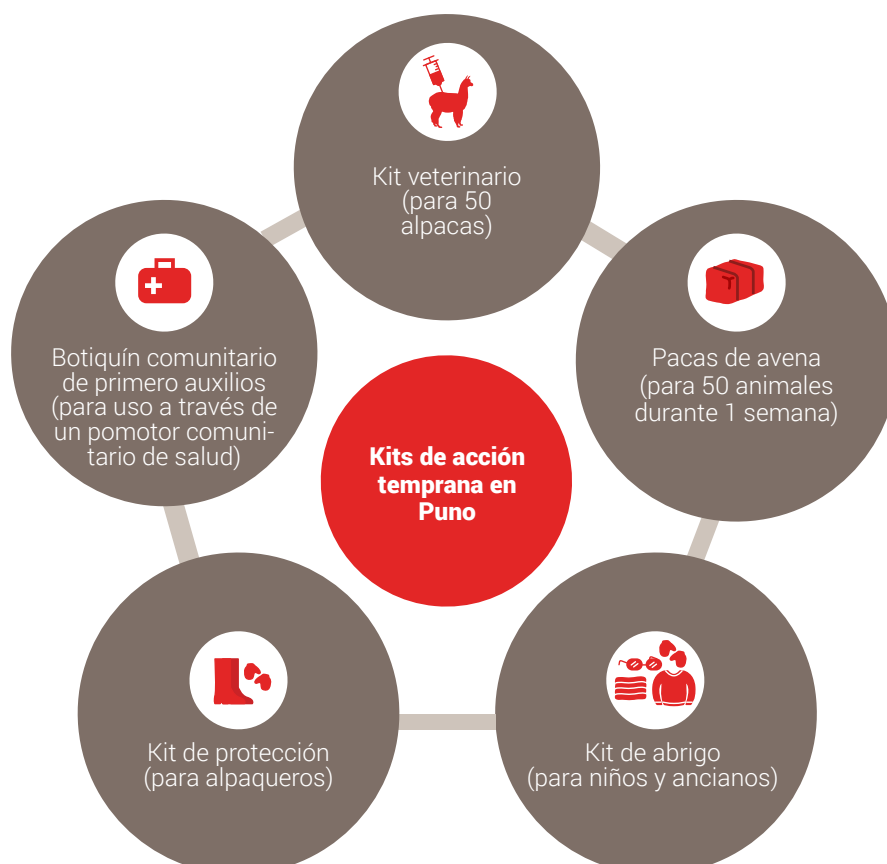 Kit veterinario
(para 50
alpacas)
Botiquín comunitario
de primero auxilios
(para uso a través de
un pomotor comuni-
tario de salud)
Pacas de avena
(para 50 animales
durante 1 semana)
Kits de acción
temprana en
Puno
Kit de protección
(para alpaqueros)
Kit de abrigo
(para niños y ancianos)